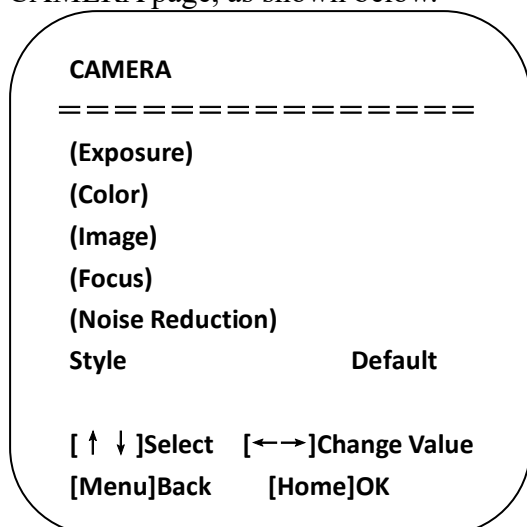 CAMERA page, as shown below:
CAMERA
===============
(Exposure)
(Color)
(Image)
(Focus)
(Noise Reduction)
Style Default
[ ↑ ↓ ]Select [←→]Change Value
[Menu]Back [Home]OK